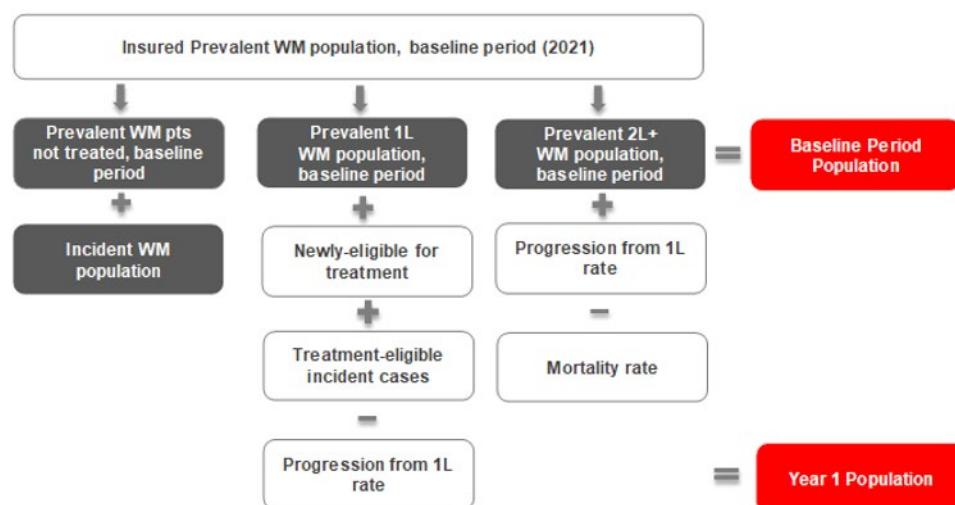 Insured Prevalent WM population, baseline period (2021)
Prevalent WM pts
not treated, baseline
period
Prevalent 1L
WM population,
baseline period
Prevalent 2L+
WM population,
baseline period
=
Baseline Period
Population
+
+
+
Incident WM
population
Newly-eligible for
treatment
Progression from 1L
rate
+
–
Treatment-eligible
incident cases
Mortality rate
–
Progression from 1L
rate
=
Year 1 Population